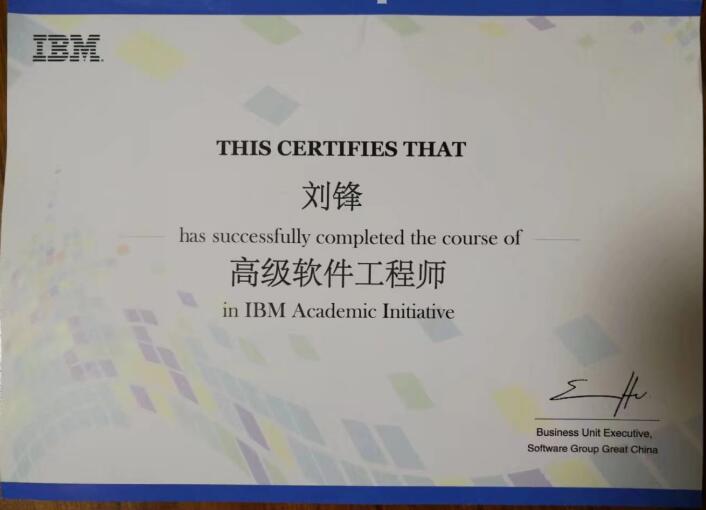 IBM
THIS CERTIFIES THAT
刘锋
has successfully completed the course of
高级软件工程师
in IBM Academic Initiative
Business Unit Executive,
Software Group Great China